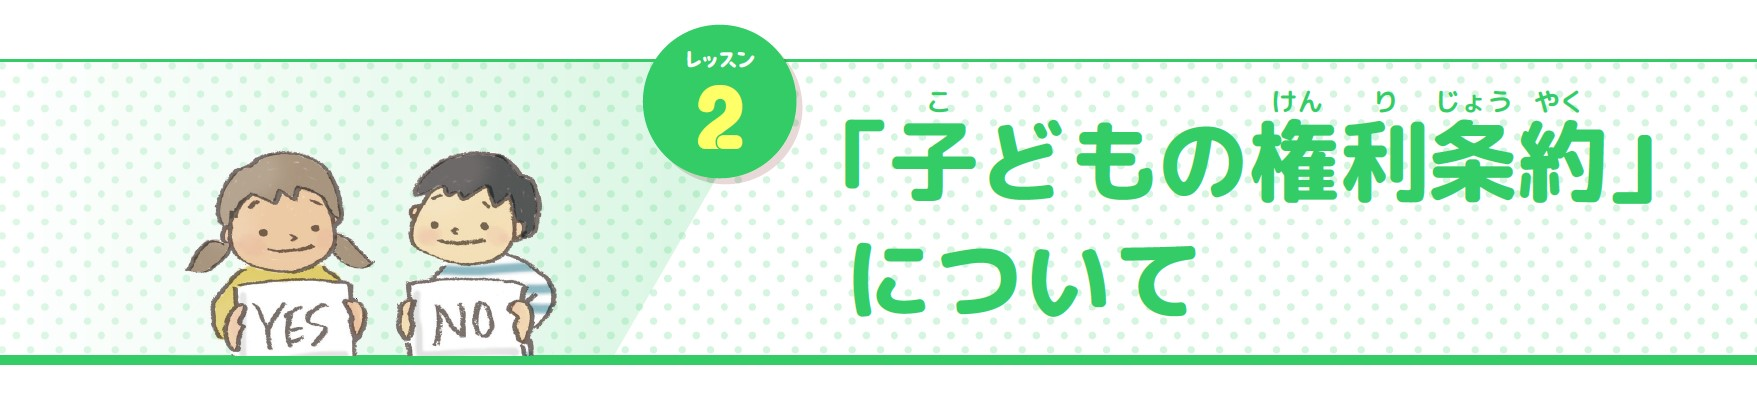 レッスン
2
こ けん り じょう やく
「子どもの権利条約」
について
YES
NO